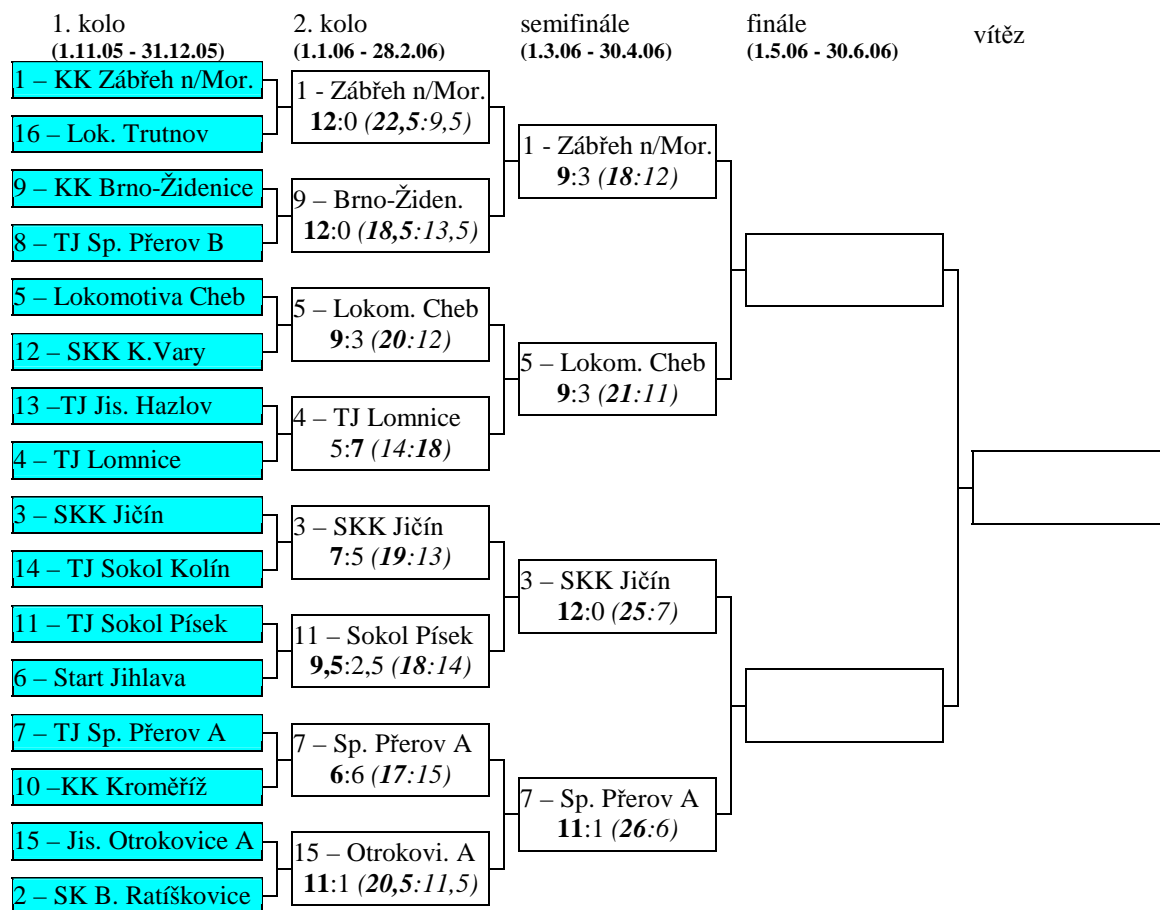 1. kolo
(1.11.05 - 31.12.05)
2. kolo
(1.1.06 - 28.2.06)
semifinále
(1.3.06 - 30.4.06)
finále
(1.5.06 - 30.6.06)
vítěz
1 – KK Zábřeh n/Mor.
16 – Lok. Trutnov
9 – KK Brno-Židenice
8 – TJ Sp. Přerov B
5 – Lokomotiva Cheb
12 – SKK K.Vary
13 –TJ Jis. Hazlov
4 – TJ Lomnice
3 – SKK Jičín
14 – TJ Sokol Kolín
11 – TJ Sokol Písek
6 – Start Jihlava
7 – TJ Sp. Přerov A
10 –KK Kroměříž
15 – Jis. Otrokovice A
2 – SK B. Ratíškovice
1 - Zábřeh n/Mor.
12:0 (22,5:9,5)
9 – Brno-Židen.
12:0 (18,5:13,5)
5 – Lokom. Cheb
9:3 (20:12)
4 – TJ Lomnice
5:7 (14:18)
3 – SKK Jičín
7:5 (19:13)
11 – Sokol Písek
9,5:2,5 (18:14)
7 – Sp. Přerov A
6:6 (17:15)
15 – Otrokovi. A
11:1 (20,5:11,5)
1 - Zábřeh n/Mor.
9:3 (18:12)
5 – Lokom. Cheb
9:3 (21:11)
3 – SKK Jičín
12:0 (25:7)
7 – Sp. Přerov A
11:1 (26:6)